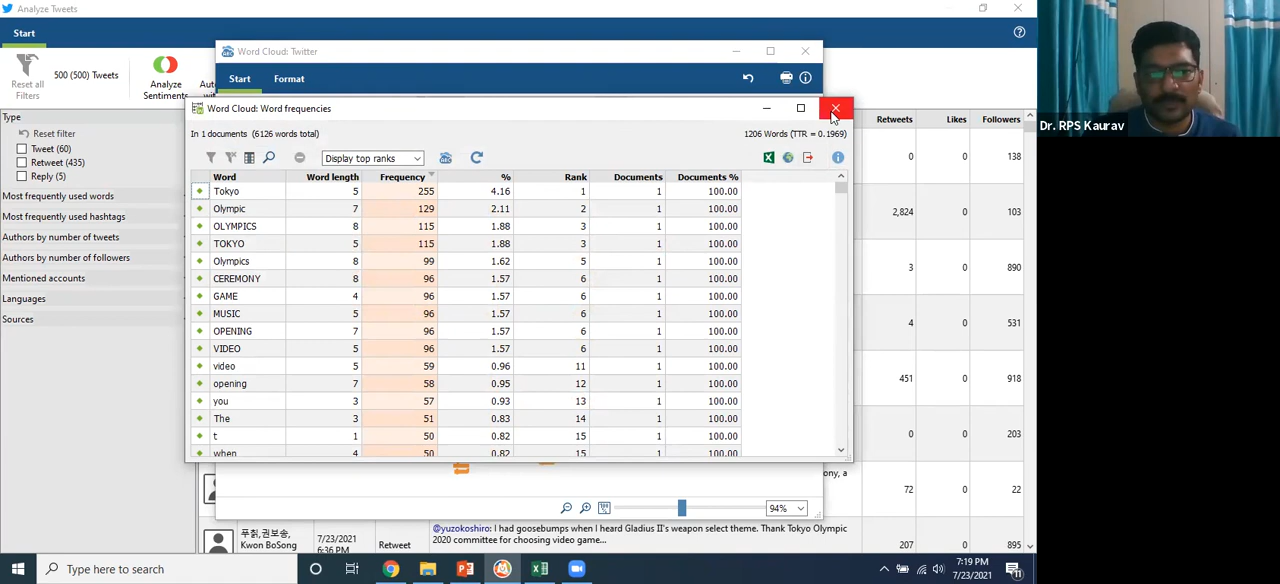 Analyze Tweets
Start
Reset all Filters
500 (500) Tweets
Analyze Sentiments
Type
Reset filter
Tweet (60)
Retweet (435)
Reply (5)
Most frequently used words
Most frequently used hashtags
Authors by number of tweets
Authors by number of followers
Mentioned accounts
Languages
Sources
Word Cloud: Twitter
Start Format
Word Cloud: Word frequencies
In 1 documents (6126 words total) 1206 Words (TTR = 0.1969)
Display top ranks
Word Word length Frequency % Rank Documents Documents %
Tokyo 5 255 4.16 1 1 100.00
Olympic 7 129 2.11 2 1 100.00
OLYMPICS 8 115 1.88 3 1 100.00
TOKYO 5 115 1.88 3 1 100.00
Olympics 8 99 1.62 5 1 100.00
CEREMONY 8 96 1.57 6 1 100.00
GAME 4 96 1.57 6 1 100.00
MUSIC 5 96 1.57 6 1 100.00
OPENING 7 96 1.57 6 1 100.00
VIDEO 5 96 1.57 6 1 100.00
video 5 59 0.96 11 1 100.00
opening 7 58 0.95 12 1 100.00
you 3 57 0.93 13 1 100.00
The 3 51 0.83 14 1 100.00
t 1 50 0.82 15 1 100.00
when 4 50 0.82 15 1 100.00
94%
Retweets Likes Followers
0 0 138
2,824 0 103
3 0 890
4 0 531
451 0 918
0 0 203
72 0 22
207 0 895
푸침,권보송,
Kwon BoSong
7/23/2021
6:36 PM
Retweet
@yuzokoshiro: I had goosebumps when I heard Gladius II's weapon select theme. Thank Tokyo Olympic
2020 committee for choosing video game...
Dr. RPS Kaurav
Type here to search
7:19 PM
7/23/2021